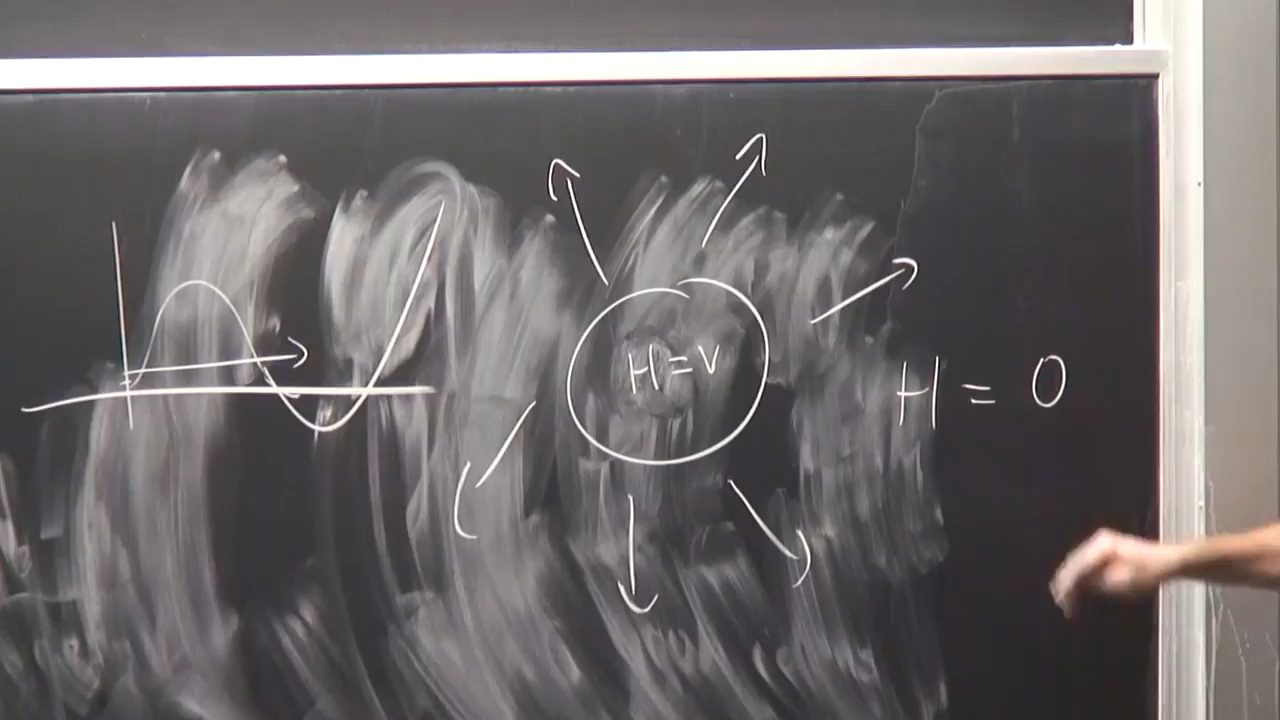 H = v
H = 0